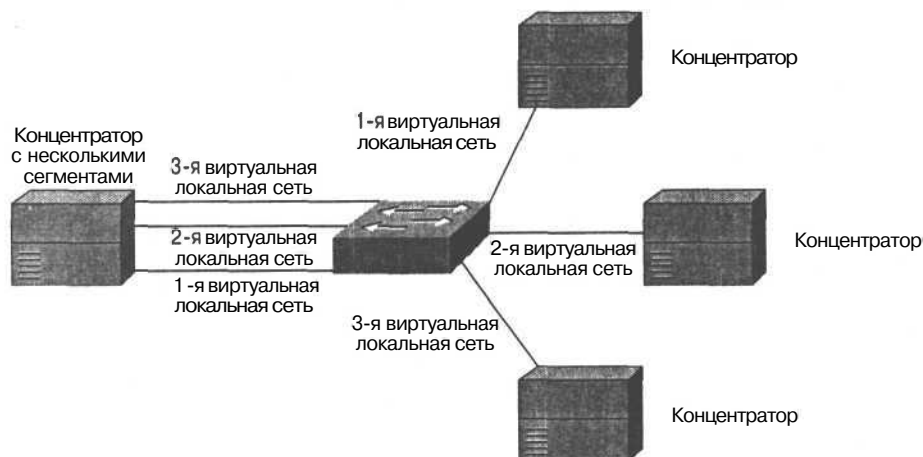 Концентратор
1-я виртуальная
локальная сеть
Концентратор
с несколькими
сегментами
3-я виртуальная
локальная сеть
2-я виртуальная
локальная сеть
1-я виртуальная
локальная сеть
2-я виртуальная
локальная сеть
Концентратор
3-я виртуальная
локальная сеть
Концентратор